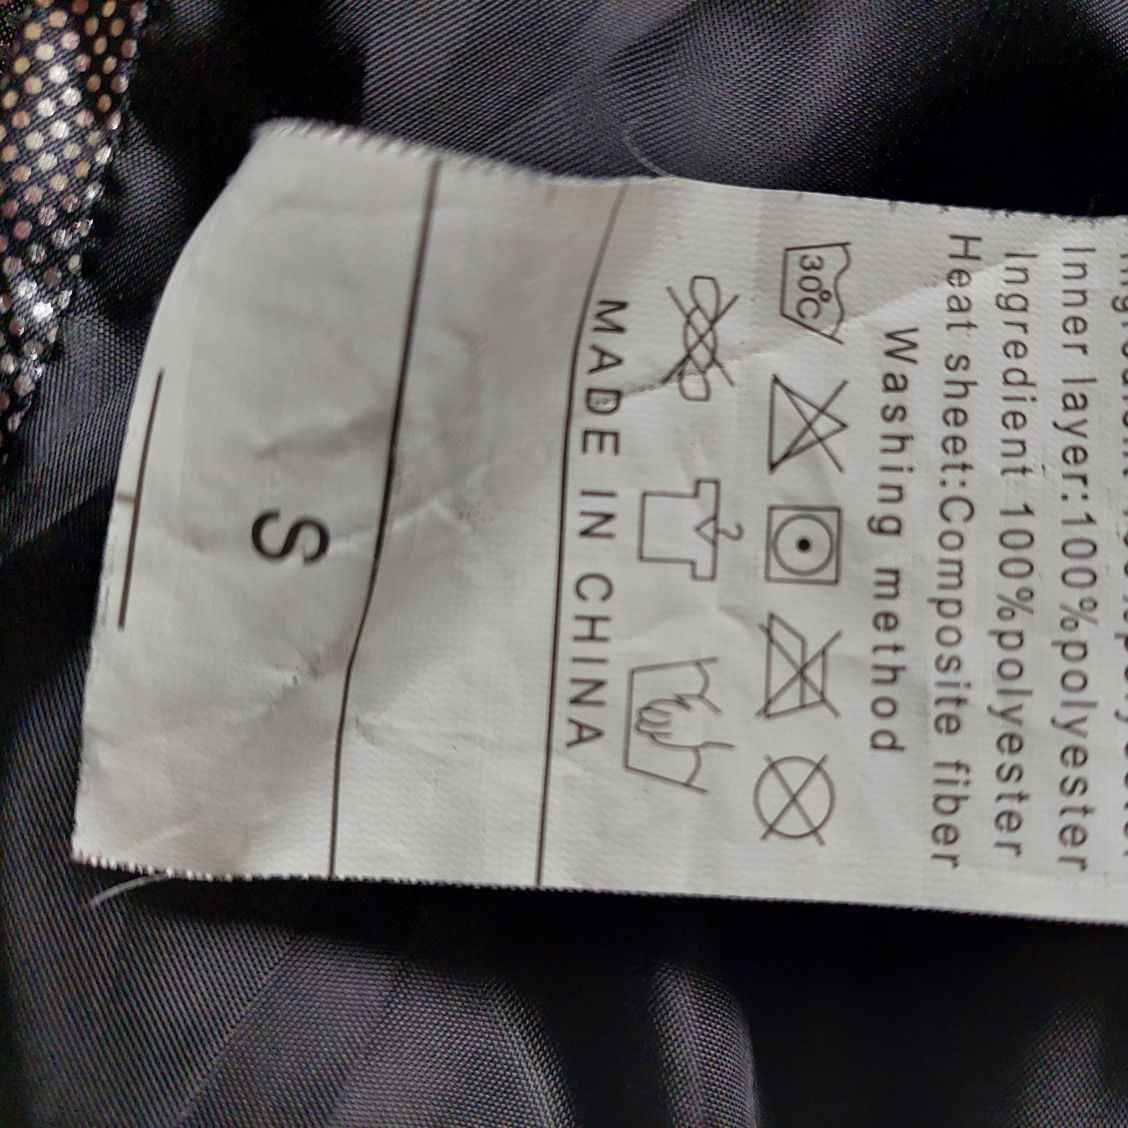 Inner layer:100%polyester
Ingredient 100%polyester
Heat sheet:Composite fiber
Washing method
30℃
MADE IN CHINA
S